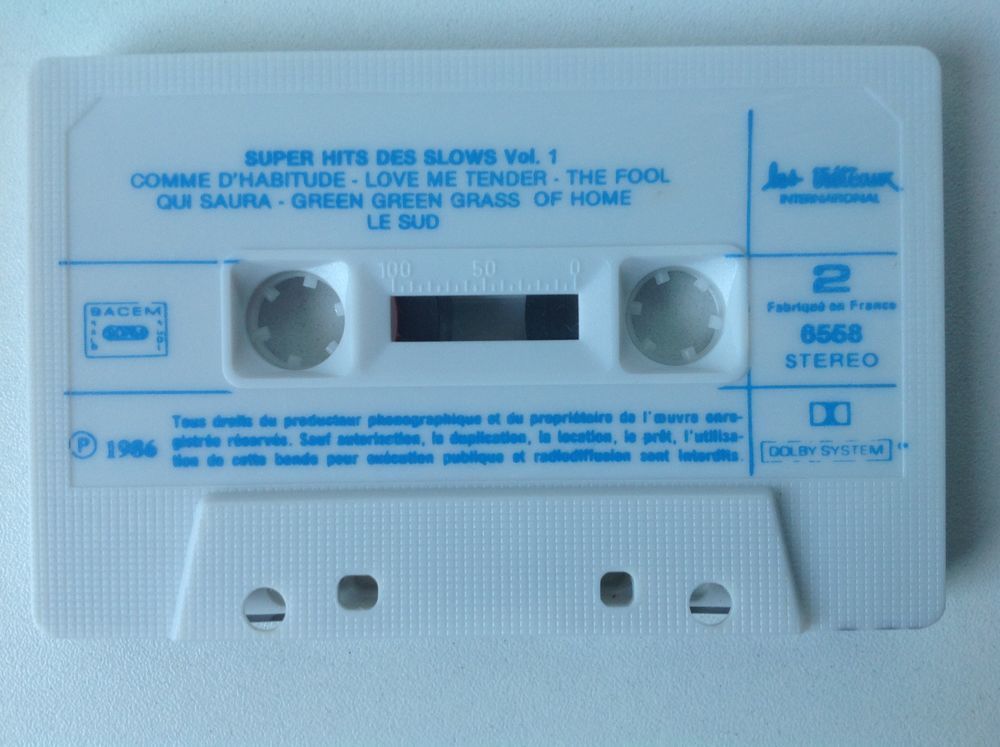 SUPER HITS DES SLOWS Vol. 1
COMME D'HABITUDE - LOVE ME TENDER - THE FOOL
QUI SAURA - GREEN GREEN GRASS OF HOME
LE SUD
INTERNATIONAL
100 50 0
2
Fabriqué en France
6558
STEREO
SACEM
Tous droits du producteur phonographique et du propriétaire de l'œuvre enre-
gistrée réservés. Sauf autorisation, la duplication, la location, le prêt, l'utilisa-
tion de cette bande pour exécution publique et radiodiffusion sont interdits.
Ⓟ 1986
DOLBY SYSTEM